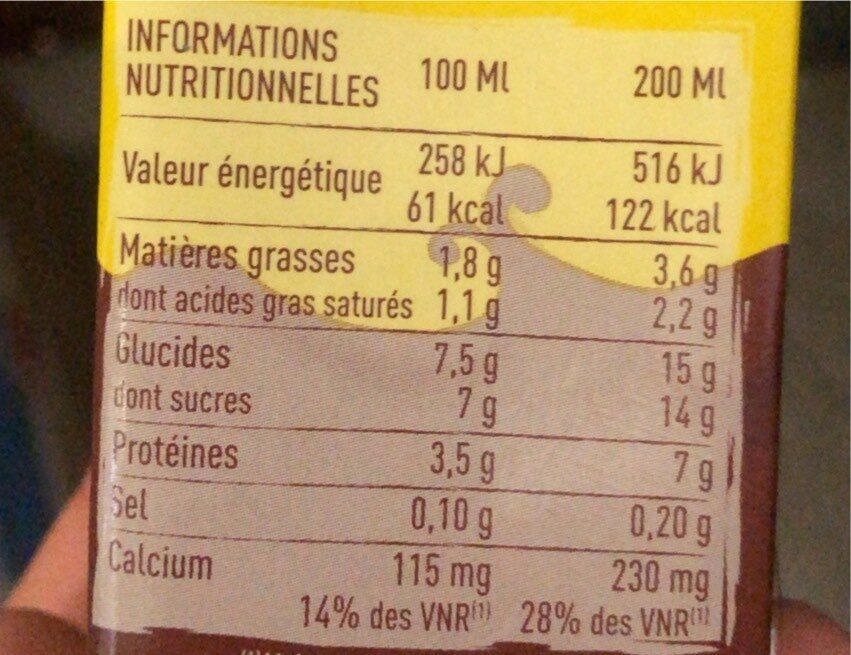 INFORMATIONS
NUTRITIONNELLES 100 Ml 200 Ml
Valeur énergétique 258 kJ 516 kJ
61 kcal 122 kcal
Matières grasses 1,8 g 3,6 g
dont acides gras saturés 1,1 g 2,2 g
Glucides 7,5 g 15 g
dont sucres 7 g 14 g
Protéines 3,5 g 7 g
Sel 0,10 g 0,20 g
Calcium 115 mg 230 mg
14% des VNR(1) 28% des VNR(1)